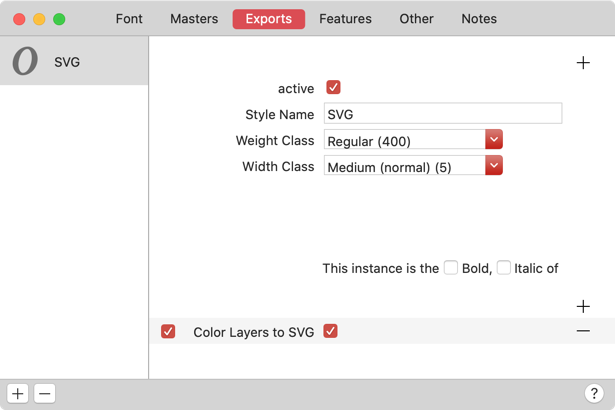 Font Masters Exports Features Other Notes
O SVG
active
Style Name SVG
Weight Class Regular (400)
Width Class Medium (normal) (5)
This instance is the Bold, Italic of
Color Layers to SVG
?